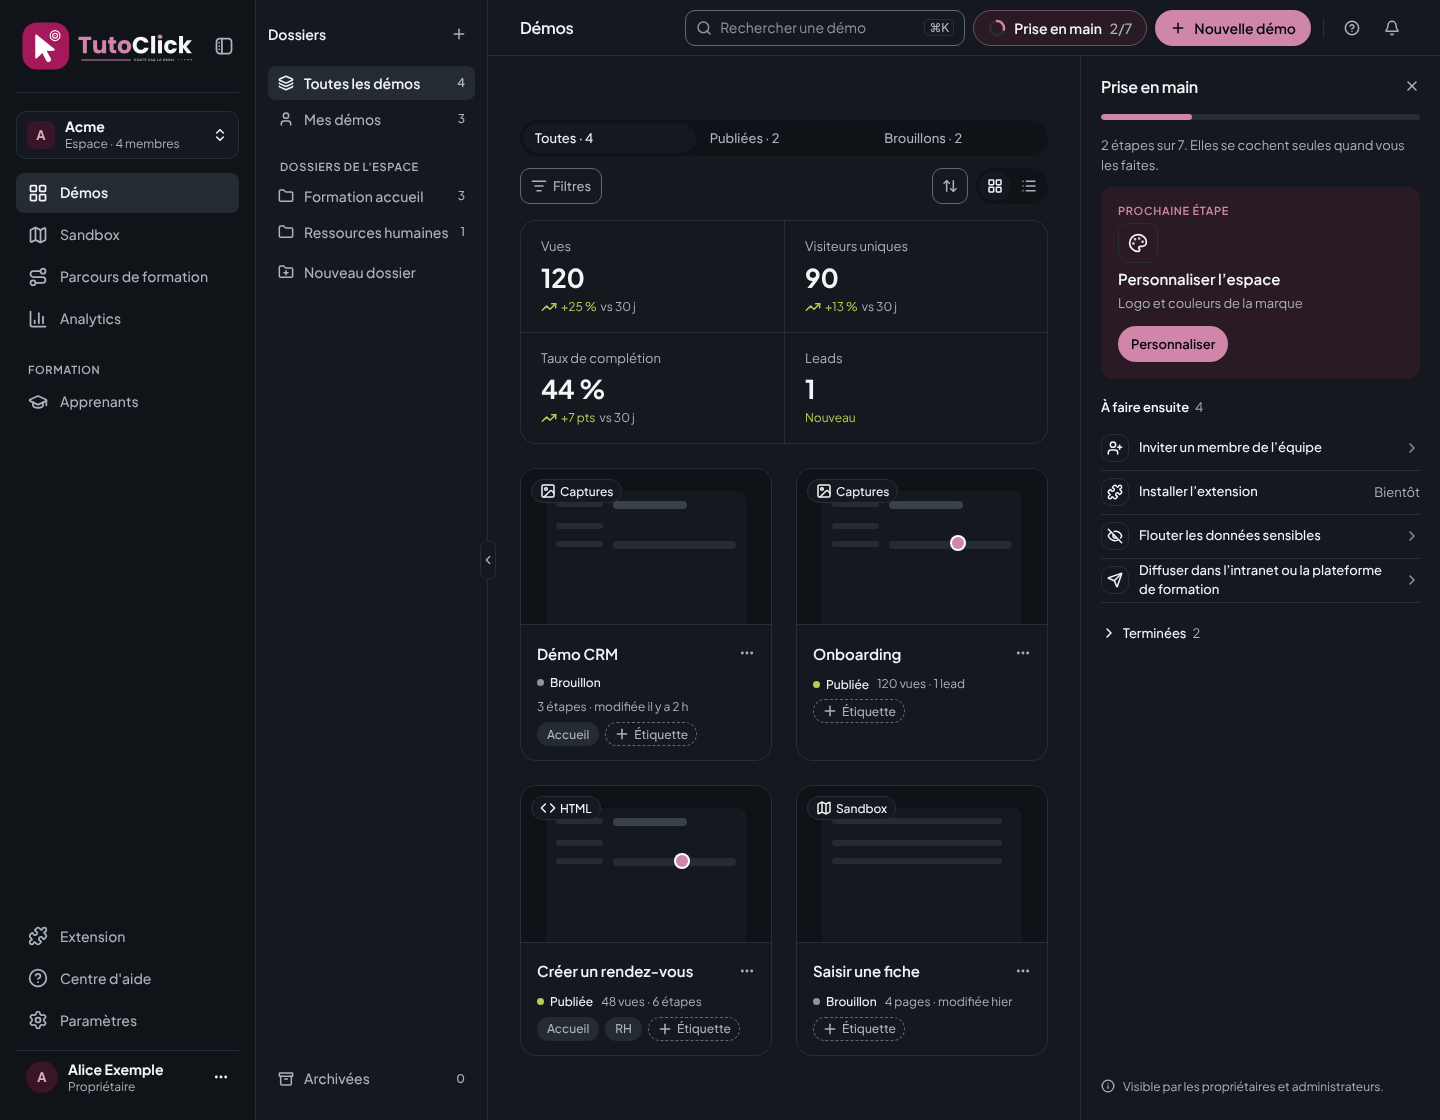 TutoClick
Acme
Espace · 4 membres
Démos
Sandbox
Parcours de formation
Analytics
FORMATION
Apprenants
Extension
Centre d'aide
Paramètres
A
Alice Exemple
Propriétaire
A
Dossiers
Toutes les démos 4
Mes démos 3
DOSSIERS DE L'ESPACE
Formation accueil 3
Ressources humaines 1
Nouveau dossier
Archivées 0
Démos
Rechercher une démo ⌘K
Prise en main 2/7
Nouvelle démo
Toutes · 4
Publiées · 2
Brouillons · 2
Filtres
Vues
120
+25 % vs 30 j
Visiteurs uniques
90
+13 % vs 30 j
Taux de complétion
44 %
+7 pts vs 30 j
Leads
1
Nouveau
Captures
Démo CRM
Brouillon
3 étapes · modifiée il y a 2 h
Accueil
Étiquette
Captures
Onboarding
Publiée 120 vues · 1 lead
Étiquette
HTML
Créer un rendez-vous
Publiée 48 vues · 6 étapes
Accueil
RH
Étiquette
Sandbox
Saisir une fiche
Brouillon 4 pages · modifiée hier
Étiquette
Prise en main
2 étapes sur 7. Elles se cochent seules quand vous
les faites.
PROCHAINE ÉTAPE
Personnaliser l’espace
Logo et couleurs de la marque
Personnaliser
À faire ensuite 4
Inviter un membre de l’équipe
Installer l’extension Bientôt
Flouter les données sensibles
Diffuser dans l’intranet ou la plateforme
de formation
Terminées 2
Visible par les propriétaires et administrateurs.